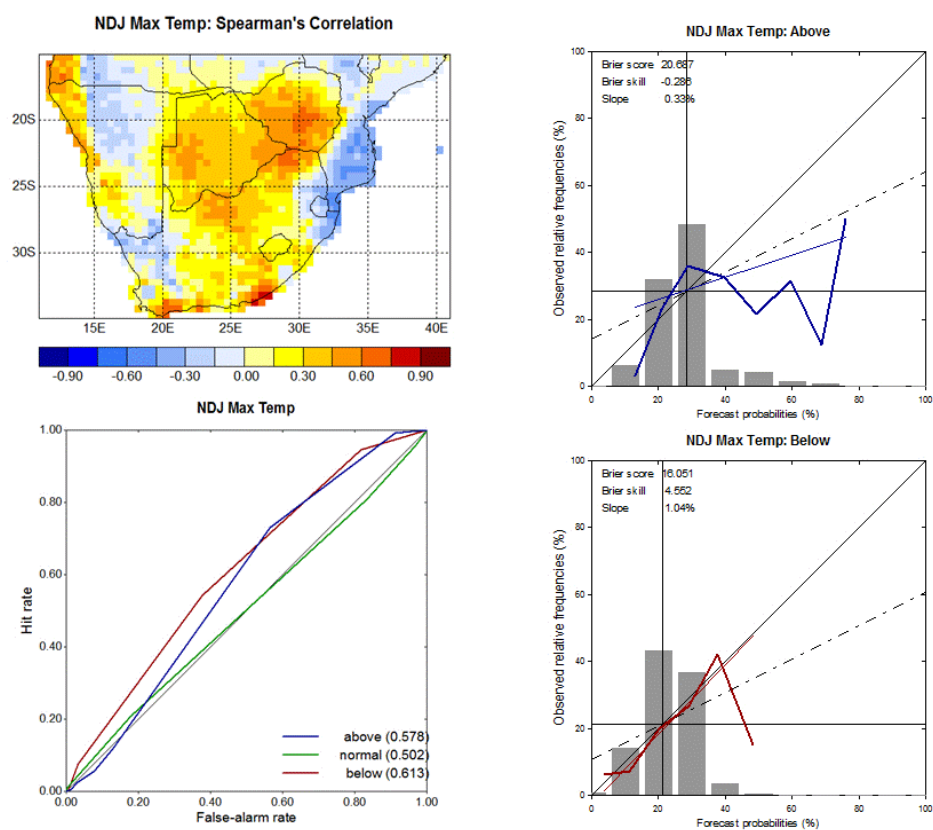 NDJ Max Temp: Spearman's Correlation
20S
25S
30S
15E 20E 25E 30E 35E 40E
-0.90 -0.60 -0.30 0.00 0.30 0.60 0.90
NDJ Max Temp: Above
Brier score 20.687
Brier skill -0.286
Slope 0.33%
100
80
60
40
20
0
0 20 40 60 80 100
Observed relative frequencies (%)
Forecast probabilities (%)
NDJ Max Temp
1.00
0.80
0.60
0.40
0.20
0.00
0.00 0.20 0.40 0.60 0.80 1.00
Hit rate
False-alarm rate
above (0.578)
normal (0.502)
below (0.613)
NDJ Max Temp: Below
Brier score 16.051
Brier skill 4.552
Slope 1.04%
100
80
60
40
20
0
0 20 40 60 80 100
Observed relative frequencies (%)
Forecast probabilities (%)